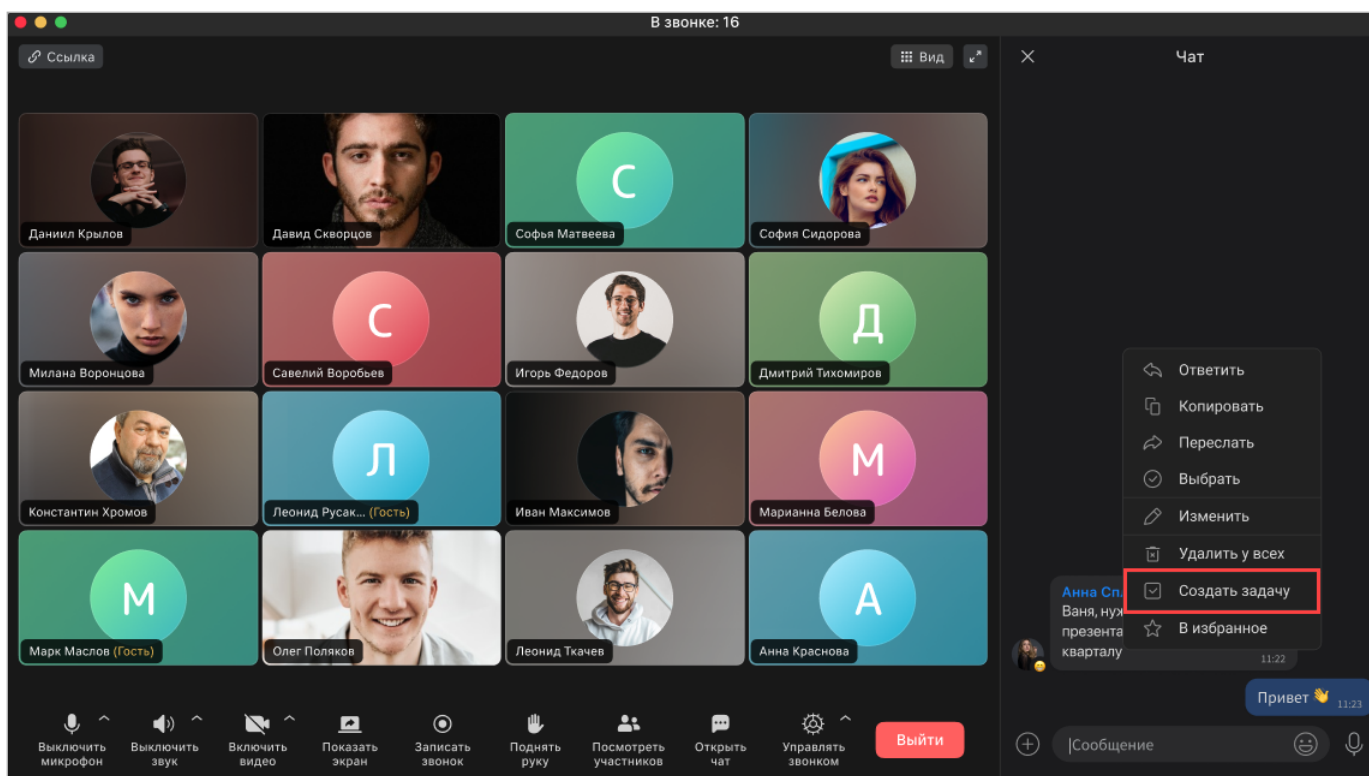 В звонке: 16
Ссылка
Вид
Чат
Даниил Крылов
Давид Скворцов
С
Софья Матвеева
София Сидорова
Милана Воронцова
С
Савелий Воробьев
Игорь Федоров
Д
Дмитрий Тихомиров
Константин Хромов
Л
Леонид Русак... (Гость)
Иван Максимов
М
Марианна Белова
М
Марк Маслов (Гость)
Олег Поляков
Леонид Ткачев
А
Анна Краснова
Выключить
микрофон
Выключить
звук
Включить
видео
Показать
экран
Записать
звонок
Поднять
руку
Посмотреть
участников
Открыть
чат
Управлять
звонком
Выйти
Ответить
Копировать
Переслать
Выбрать
Изменить
Удалить у всех
Создать задачу
В избранное
Анна
Ваня,
кварталу
11:22
Привет 👋 11:23
Сообщение